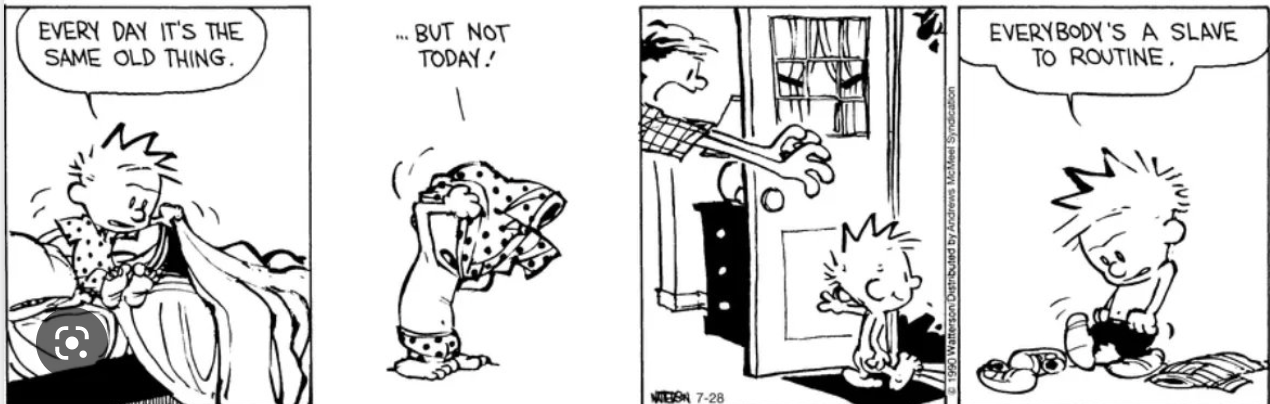 EVERY DAY IT'S THE
SAME OLD THING.
... BUT NOT
TODAY!
WATTERSON 7-28
© 1990 Watterson/Distributed by Andrews McMeel Syndication
EVERYBODY'S A SLAVE
TO ROUTINE.